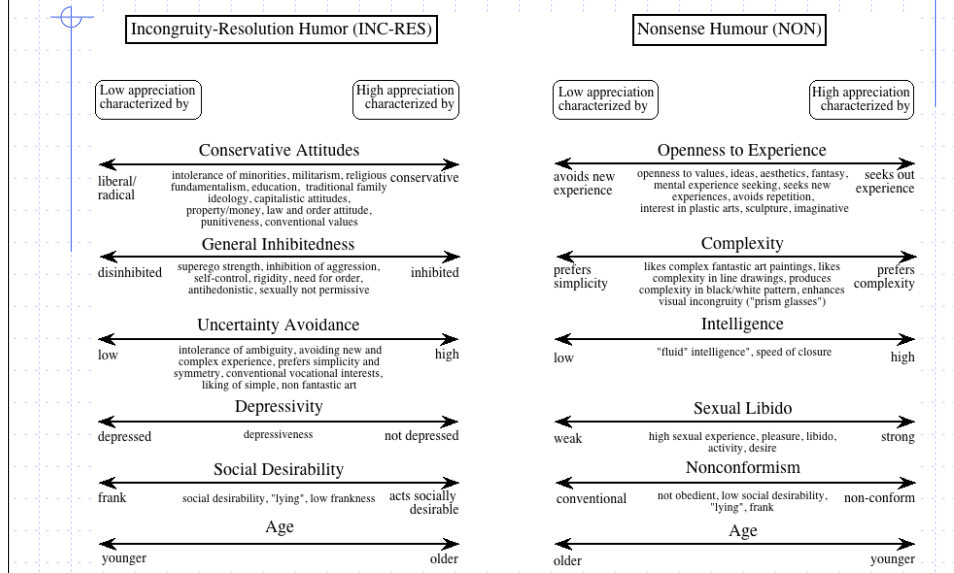 Incongruity-Resolution Humor (INC-RES)
Low appreciation
characterized by
High appreciation
characterized by
Conservative Attitudes
liberal/
radical
intolerance of minorities, militarism, religious
fundamentalism, education, traditional family
ideology, capitalistic attitudes,
property/money, law and order attitude,
punitiveness, conventional values
conservative
General Inhibitedness
disinhibited
superego strength, inhibition of aggression,
self-control, rigidity, need for order,
antihedonistic, sexually not permissive
inhibited
Uncertainty Avoidance
low
intolerance of ambiguity, avoiding new and
complex experience, prefers simplicity and
symmetry, conventional vocational interests,
liking of simple, non fantastic art
high
Depressivity
depressed
depressiveness
not depressed
Social Desirability
frank
social desirability, "lying", low frankness
acts socially
desirable
Age
younger
older
Nonsense Humour (NON)
Low appreciation
characterized by
High appreciation
characterized by
Openness to Experience
avoids new
experience
openness to values, ideas, aesthetics, fantasy,
mental experience seeking, seeks new
experiences, avoids repetition,
interest in plastic arts, sculpture, imaginative
seeks out
experience
Complexity
prefers
simplicity
likes complex fantastic art paintings, likes
complexity in line drawings, produces
complexity in black/white pattern, enhances
visual incongruity ("prism glasses")
prefers
complexity
Intelligence
low
"fluid" intelligence", speed of closure
high
Sexual Libido
weak
high sexual experience, pleasure, libido,
activity, desire
strong
Nonconformism
conventional
not obedient, low social desirability,
"lying", frank
non-conform
Age
older
younger